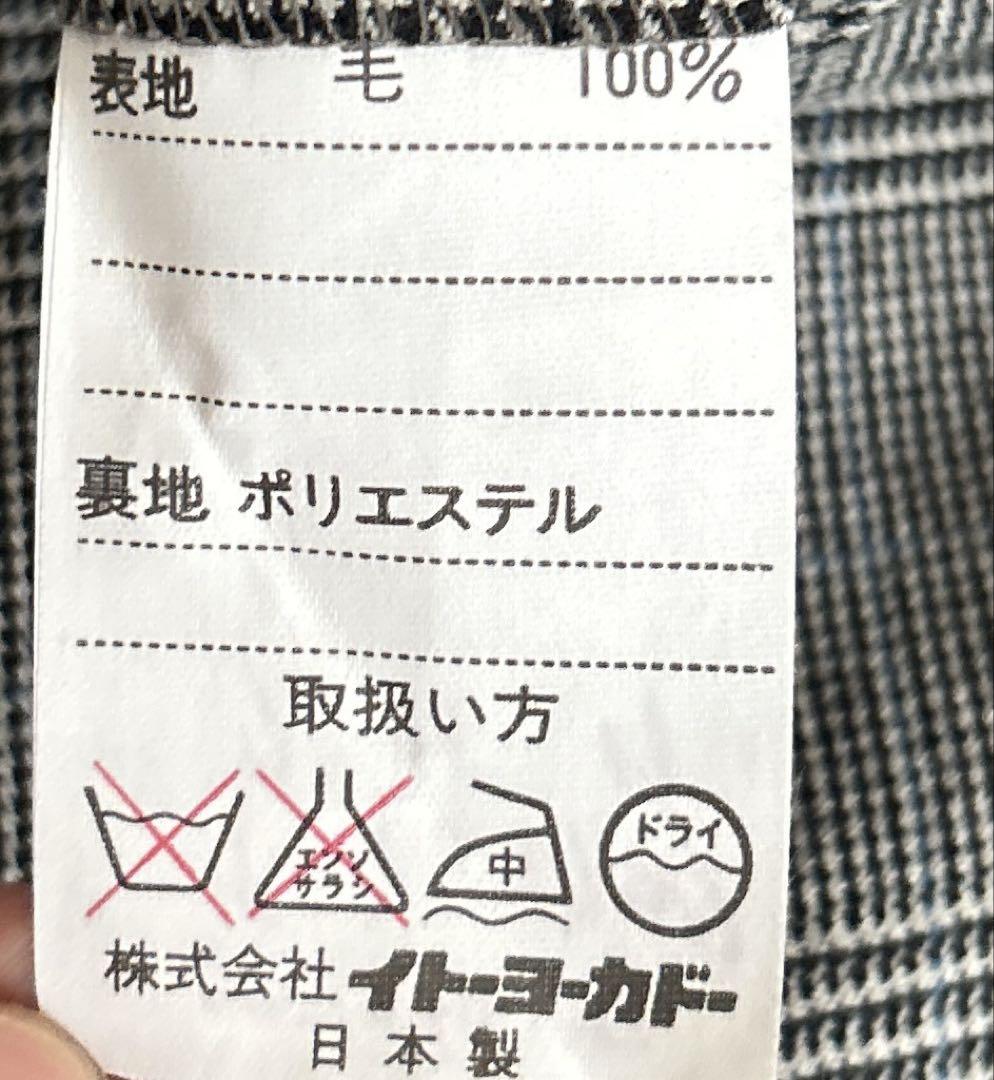 表地 毛 100%
裏地 ポリエステル
取扱い方
エンソ
サラシ
中
ドライ
株式会社イトーヨーカドー
日本製